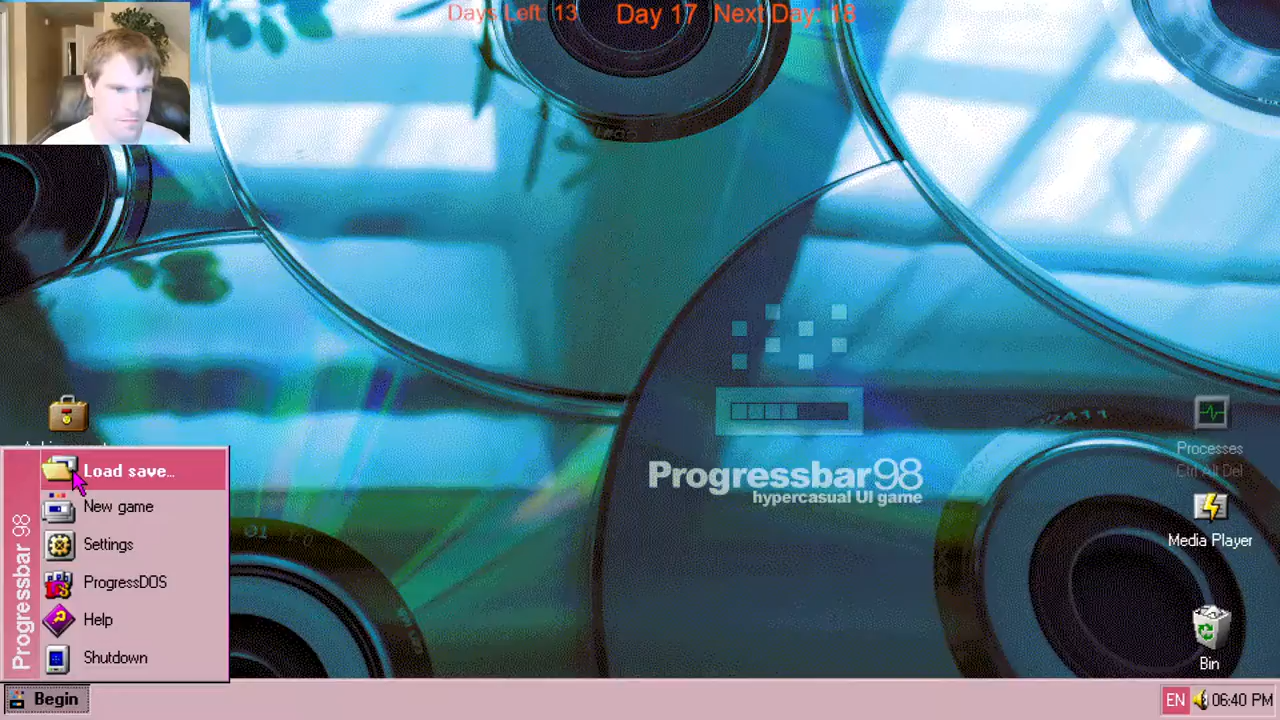 Days Left: 13 Day 17 Next Day: 18
Progressbar98
hypercasual UI game
Processes
Ctrl Alt Del
Media Player
Bin
Load save...
New game
Settings
ProgressDOS
Help
Shutdown
Progressbar 98
Begin
EN 06:40 PM